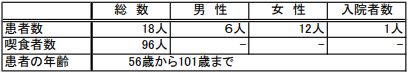 総 数 男 性 女 性 入院者数
患者数 18人 6人 12人 1人
喫食者数 96人 － － －
患者の年齢 56歳から101歳まで